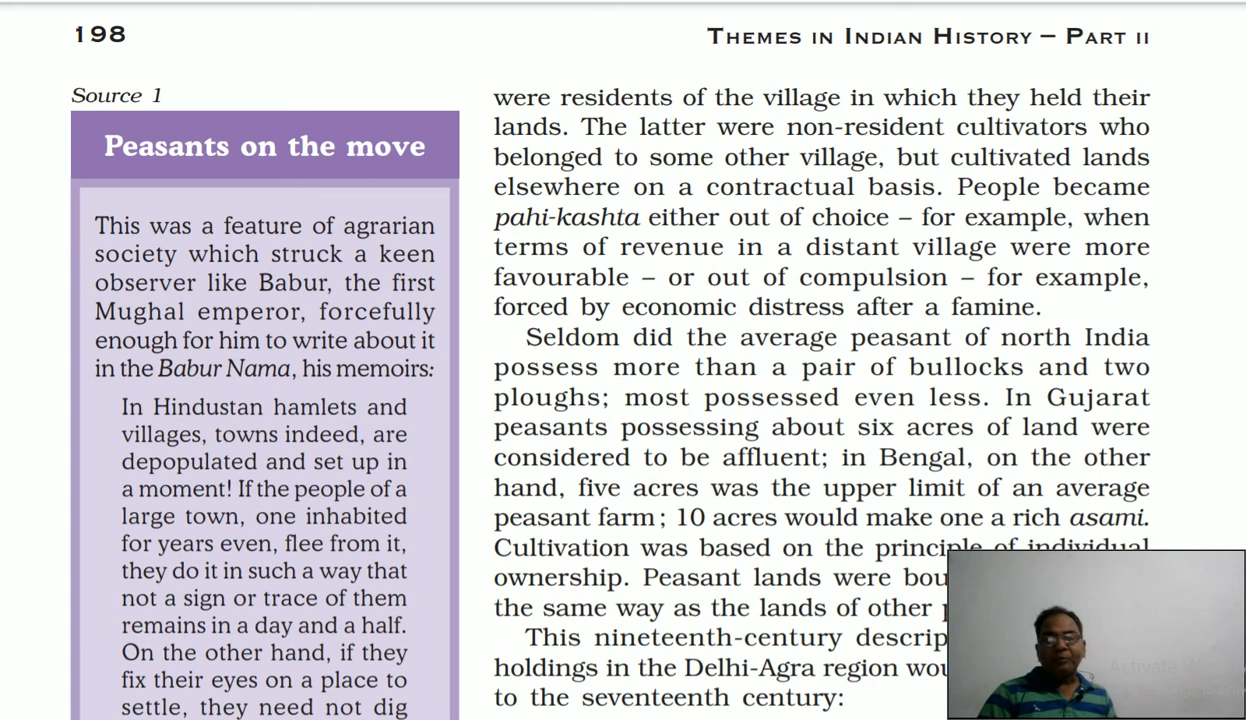 198
THEMES IN INDIAN HISTORY – PART II
Source 1
Peasants on the move
This was a feature of agrarian
society which struck a keen
observer like Babur, the first
Mughal emperor, forcefully
enough for him to write about it
in the Babur Nama, his memoirs:
In Hindustan hamlets and
villages, towns indeed, are
depopulated and set up in
a moment! If the people of a
large town, one inhabited
for years even, flee from it,
they do it in such a way that
not a sign or trace of them
remains in a day and a half.
On the other hand, if they
fix their eyes on a place to
settle, they need not dig
were residents of the village in which they held their
lands. The latter were non-resident cultivators who
belonged to some other village, but cultivated lands
elsewhere on a contractual basis. People became
pahi-kashta either out of choice – for example, when
terms of revenue in a distant village were more
favourable – or out of compulsion – for example,
forced by economic distress after a famine.
Seldom did the average peasant of north India
possess more than a pair of bullocks and two
ploughs; most possessed even less. In Gujarat
peasants possessing about six acres of land were
considered to be affluent; in Bengal, on the other
hand, five acres was the upper limit of an average
peasant farm; 10 acres would make one a rich asami.
Cultivation was based on the principle of individual
ownership. Peasant lands were bou
the same way as the lands of other
This nineteenth-century descrip
holdings in the Delhi-Agra region wou
to the seventeenth century:
Activate